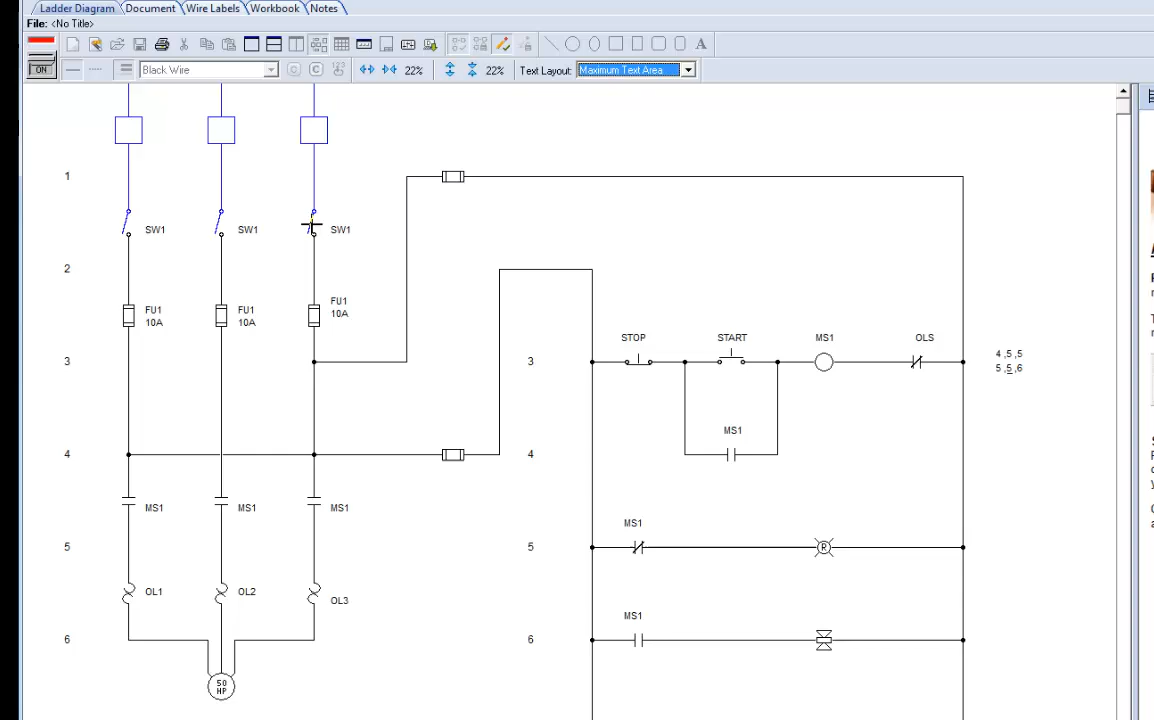 Ladder Diagram Document Wire Labels Workbook Notes
File: <No Title>
ON Black Wire C C 123 22% 22% Text Layout: Maximum Text Area
A
1
SW1 SW1 SW1
2
FU1 10A
FU1 10A
FU1 10A
STOP START MS1 OLS
3 3 4 ,5 ,5
5 ,5 ,6
MS1
4 4
MS1 MS1 MS1
MS1
5 5 R
OL1 OL2 OL3
MS1
6 6
50
HP